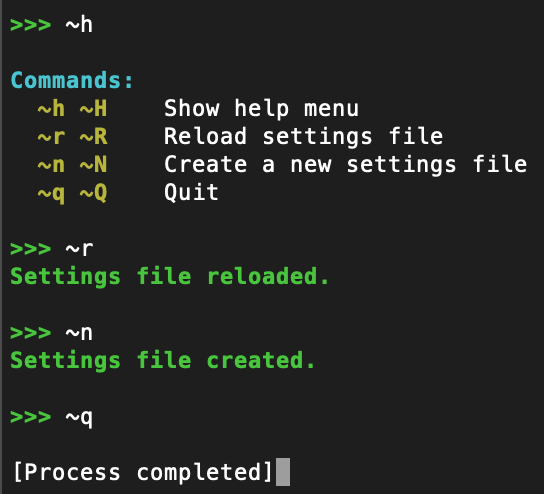 >>> ~h
Commands:
~h ~H Show help menu
~r ~R Reload settings file
~n ~N Create a new settings file
~q ~Q Quit
>>> ~r
Settings file reloaded.
>>> ~n
Settings file created.
>>> ~q
[Process completed]